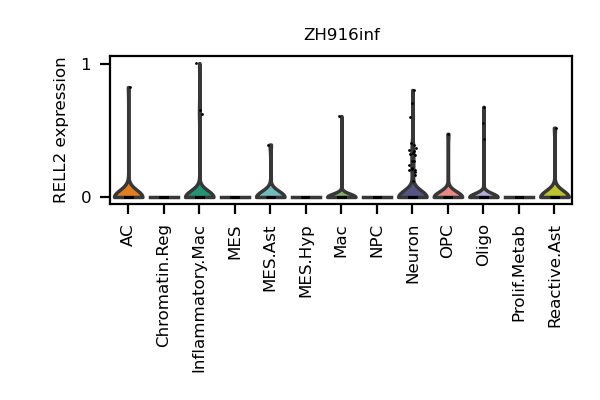 ZH916inf
RELL2 expression
1
0
AC
Chromatin.Reg
Inflammatory.Mac
MES
MES.Ast
MES.Hyp
Mac
NPC
Neuron
OPC
Oligo
Prolif.Metab
Reactive.Ast